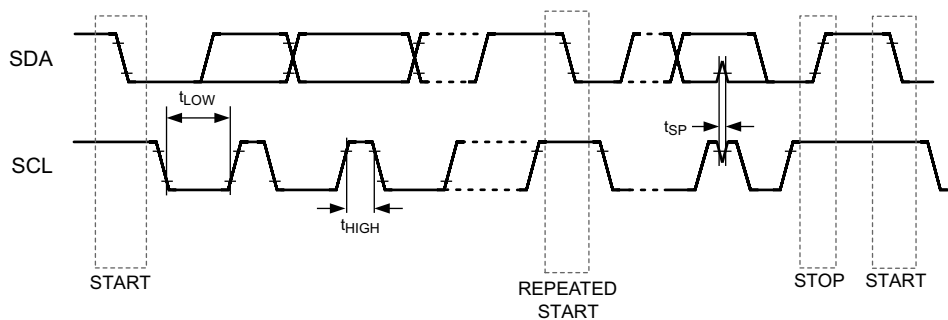 SDA
tLOW
tSP
SCL
tHIGH
START
REPEATED
START
STOP
START